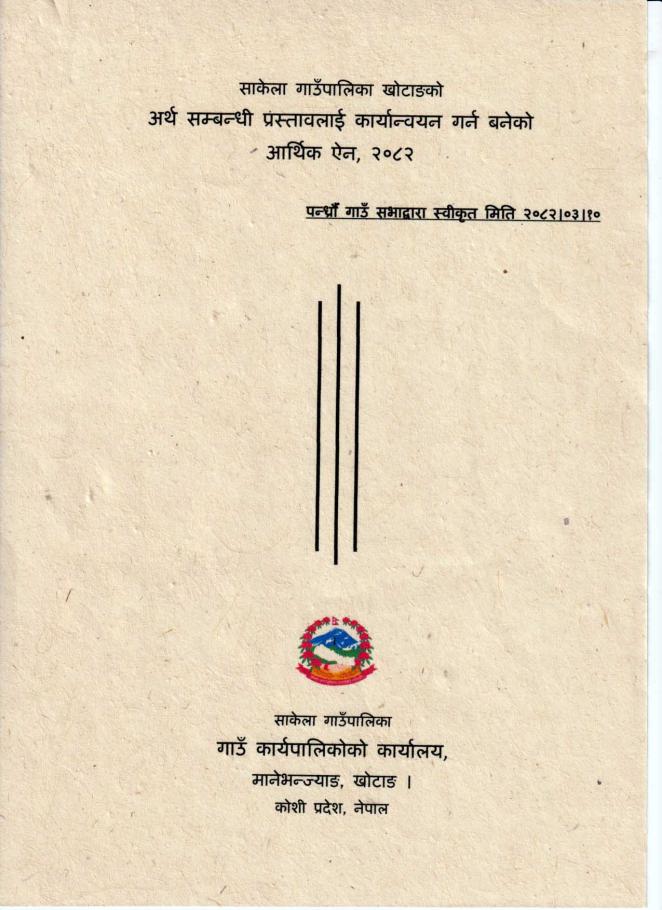 साकेला गाउँपालिका खोटाङको
अर्थ सम्बन्धी प्रस्तावलाई कार्यान्वयन गर्न बनेको
आर्थिक ऐन, २०८२
पन्ध्रौँ गाउँ सभाद्वारा स्वीकृत मिति २०८२|०३|१०
साकेला गाउँपालिका
गाउँ कार्यपालिकोको कार्यालय,
मानेभन्ज्याङ, खोटाङ ।
कोशी प्रदेश, नेपाल